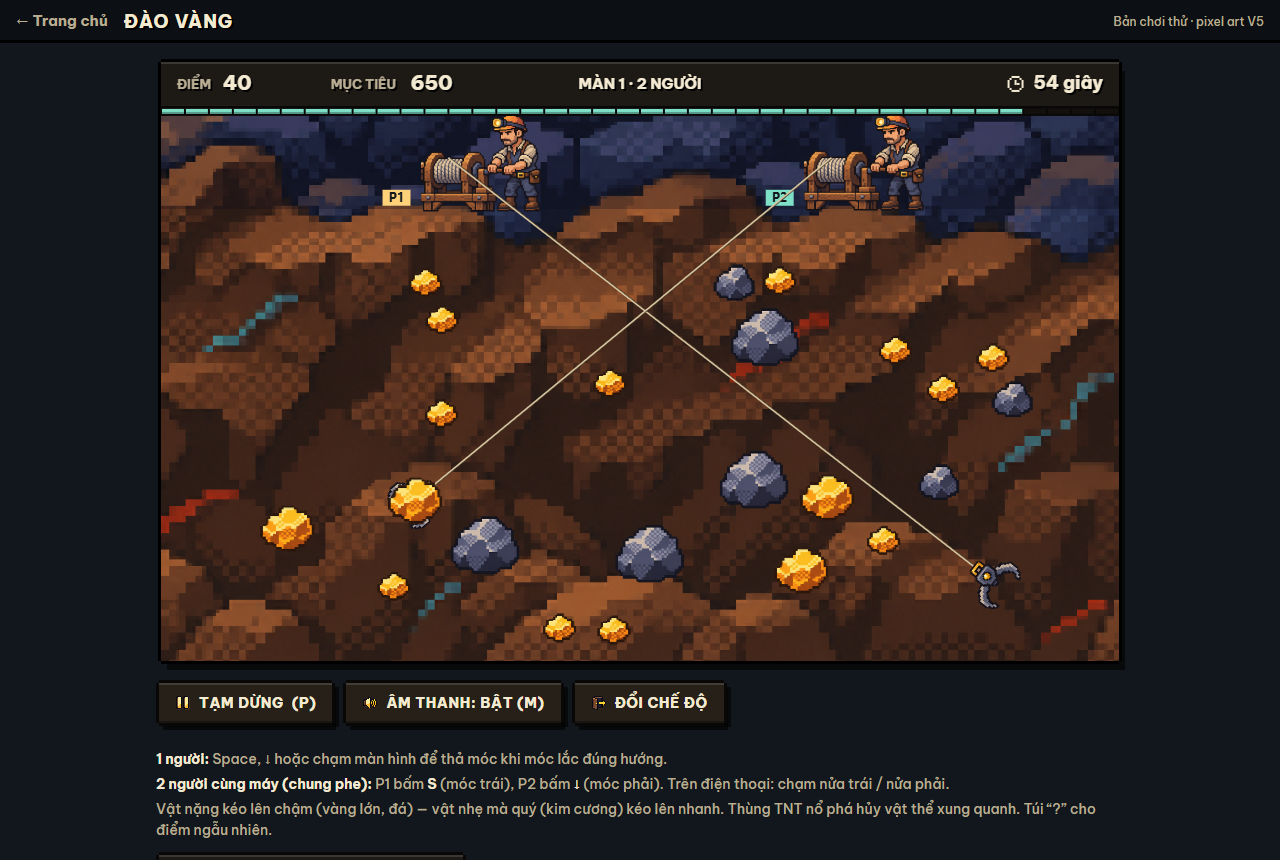 ← Trang chủ ĐÀO VÀNG Bản chơi thử · pixel art V5
ĐIỂM 40 MỤC TIÊU 650 MÀN 1 · 2 NGƯỜI 54 giây
P1 P2
TẠM DỪNG (P) ÂM THANH: BẬT (M) ĐỔI CHẾ ĐỘ
1 người: Space, ↓ hoặc chạm màn hình để thả móc khi móc lắc đúng hướng.
2 người cùng máy (chung phe): P1 bấm S (móc trái), P2 bấm ↓ (móc phải). Trên điện thoại: chạm nửa trái / nửa phải.
Vật nặng kéo lên chậm (vàng lớn, đá) — vật nhẹ mà quý (kim cương) kéo lên nhanh. Thùng TNT nổ phá hủy vật thể xung quanh. Túi “?” cho
điểm ngẫu nhiên.